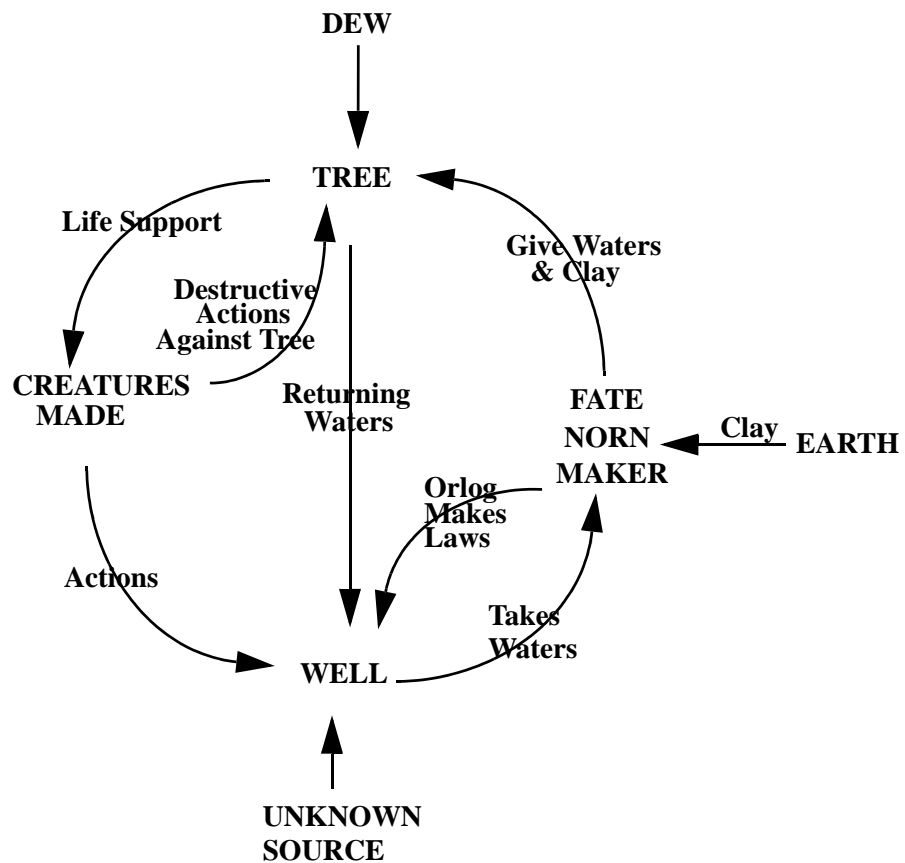 DEW
TREE
Life Support
Give Waters
& Clay
Destructive
Actions
Against Tree
CREATURES
MADE
Returning
Waters
FATE
NORN
MAKER
Clay
EARTH
Orlog
Makes
Laws
Actions
Takes
Waters
WELL
UNKNOWN
SOURCE